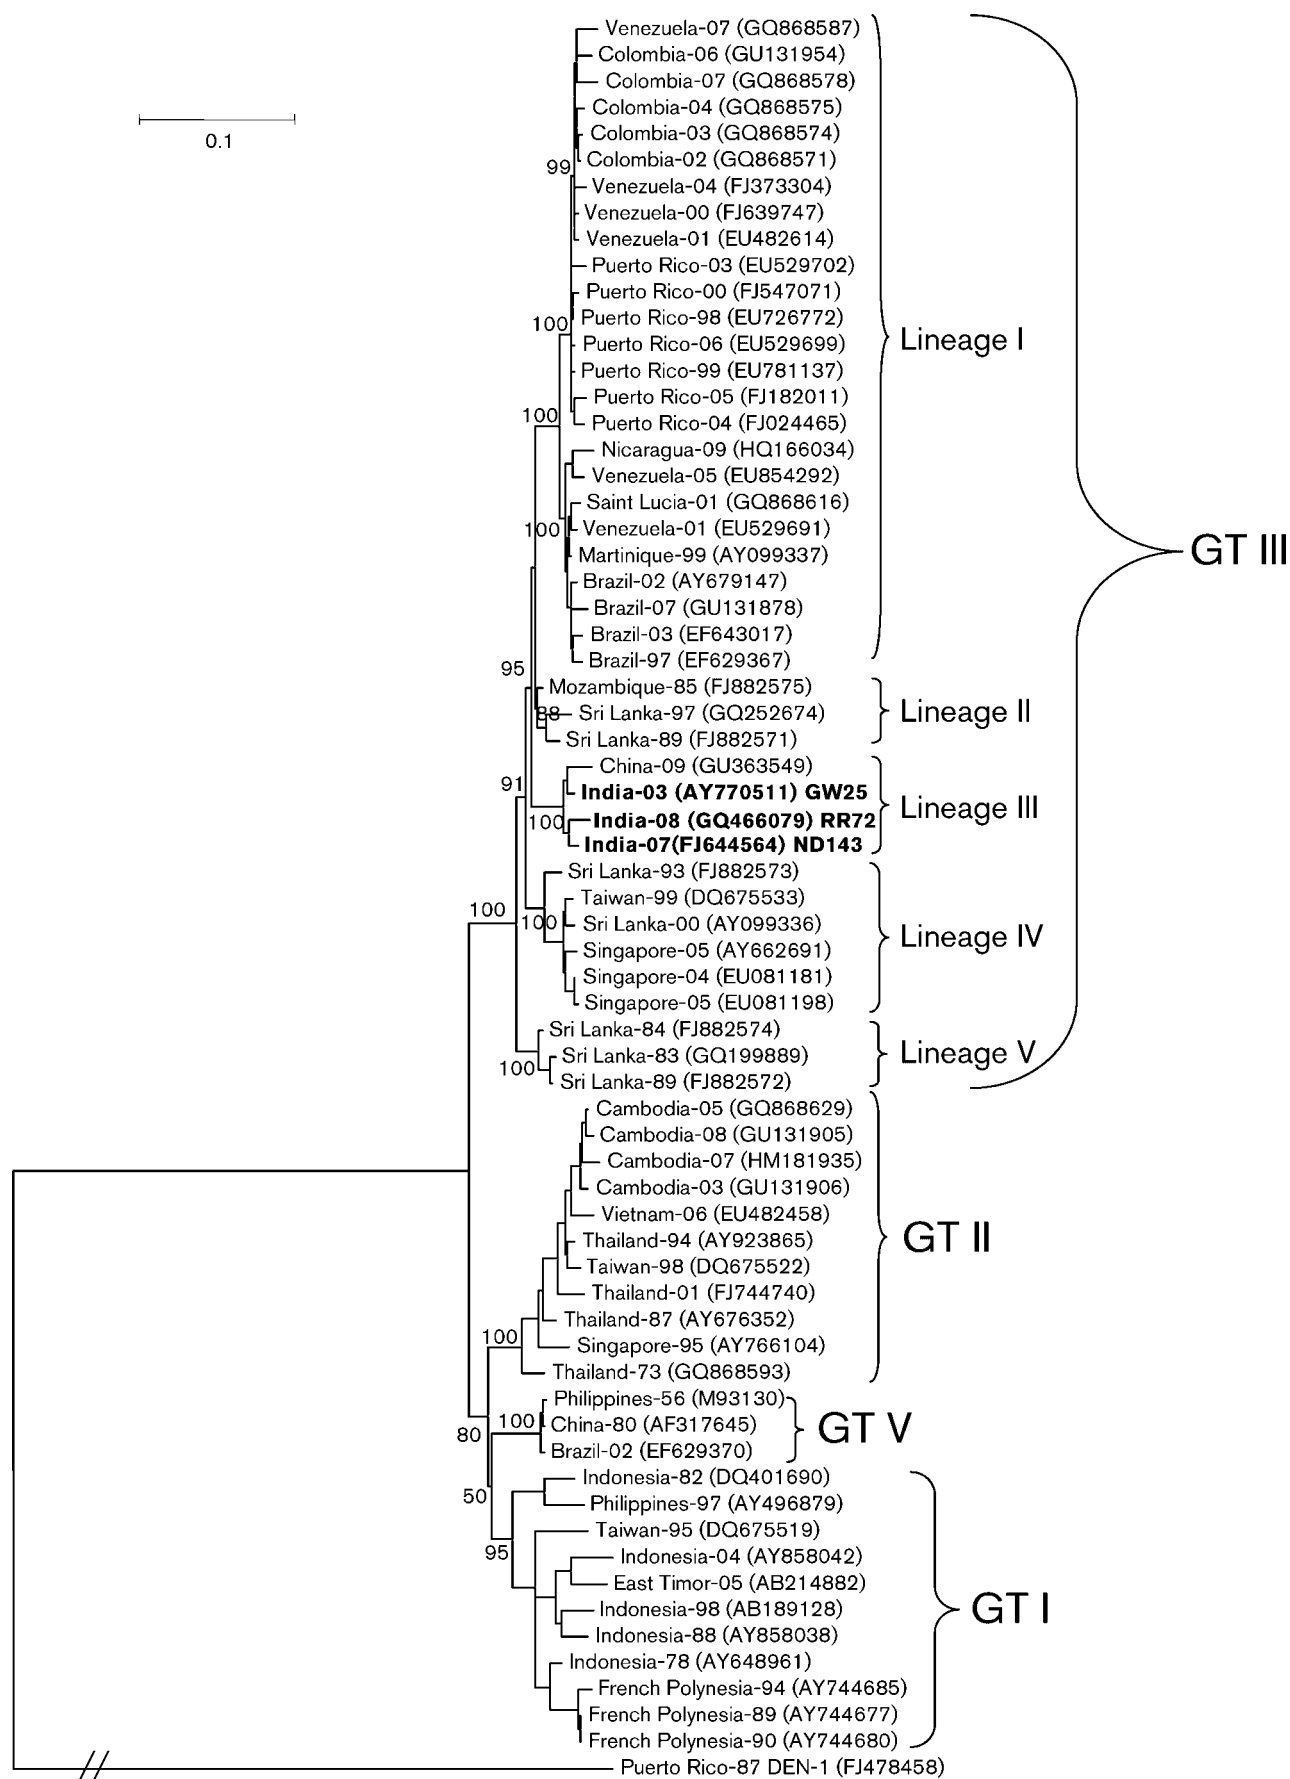 Venezuela-07 (GQ868587)
Colombia-06 (GU131954)
Colombia-07 (GQ868578)
0.1
Colombia-04 (GQ868575)
Colombia-03 (GQ868574)
Colombia-02 (GQ868571)
99
Venezuela-04 (FJ373304)
Venezuela-00 (FJ639747)
Venezuela-01 (EU482614)
Puerto Rico-03 (EU529702)
Puerto Rico-00 (FJ547071)
Puerto Rico-98 (EU726772)
100
Puerto Rico-06 (EU529699)
Lineage I
Puerto Rico-99 (EU781137)
Puerto Rico-05 (FJ182011)
100
Puerto Rico-04 (FJ024465)
Nicaragua-09 (HQ166034)
Venezuela-05 (EU854292)
Saint Lucia-01 (GQ868616)
100
Venezuela-01 (EU529691)
Martinique-99 (AY099337)
GT III
Brazil-02 (AY679147)
Brazil-07 (GU131878)
Brazil-03 (EF643017)
Brazil-97 (EF629367)
95
Mozambique-85 (FJ882575)
88
Sri Lanka-97 (GQ252674)
Lineage II
Sri Lanka-89 (FJ882571)
China-09 (GU363549)
91
India-03 (AY770511) GW25
Lineage III
100
India-08 (GQ466079) RR72
India-07(FJ644564) ND143
Sri Lanka-93 (FJ882573)
Taiwan-99 (DQ675533)
100
100
Sri Lanka-00 (AY099336)
Lineage IV
Singapore-05 (AY662691)
Singapore-04 (EU081181)
Singapore-05 (EU081198)
Sri Lanka-84 (FJ882574)
Sri Lanka-83 (GQ199889)
Lineage V
100
Sri Lanka-89 (FJ882572)
Cambodia-05 (GQ868629)
Cambodia-08 (GU131905)
Cambodia-07 (HM181935)
Cambodia-03 (GU131906)
Vietnam-06 (EU482458)
Thailand-94 (AY923865)
GT II
Taiwan-98 (DQ675522)
Thailand-01 (FJ744740)
Thailand-87 (AY676352)
100
Singapore-95 (AY766104)
Thailand-73 (GQ868593)
Philippines-56 (M93130)
100
China-80 (AF317645)
GT V
80
Brazil-02 (EF629370)
Indonesia-82 (DQ401690)
50
Philippines-97 (AY496879)
Taiwan-95 (DQ675519)
95
Indonesia-04 (AY858042)
East Timor-05 (AB214882)
Indonesia-98 (AB189128)
GT I
Indonesia-88 (AY858038)
Indonesia-78 (AY648961)
French Polynesia-94 (AY744685)
French Polynesia-89 (AY744677)
French Polynesia-90 (AY744680)
Puerto Rico-87 DEN-1 (FJ478458)